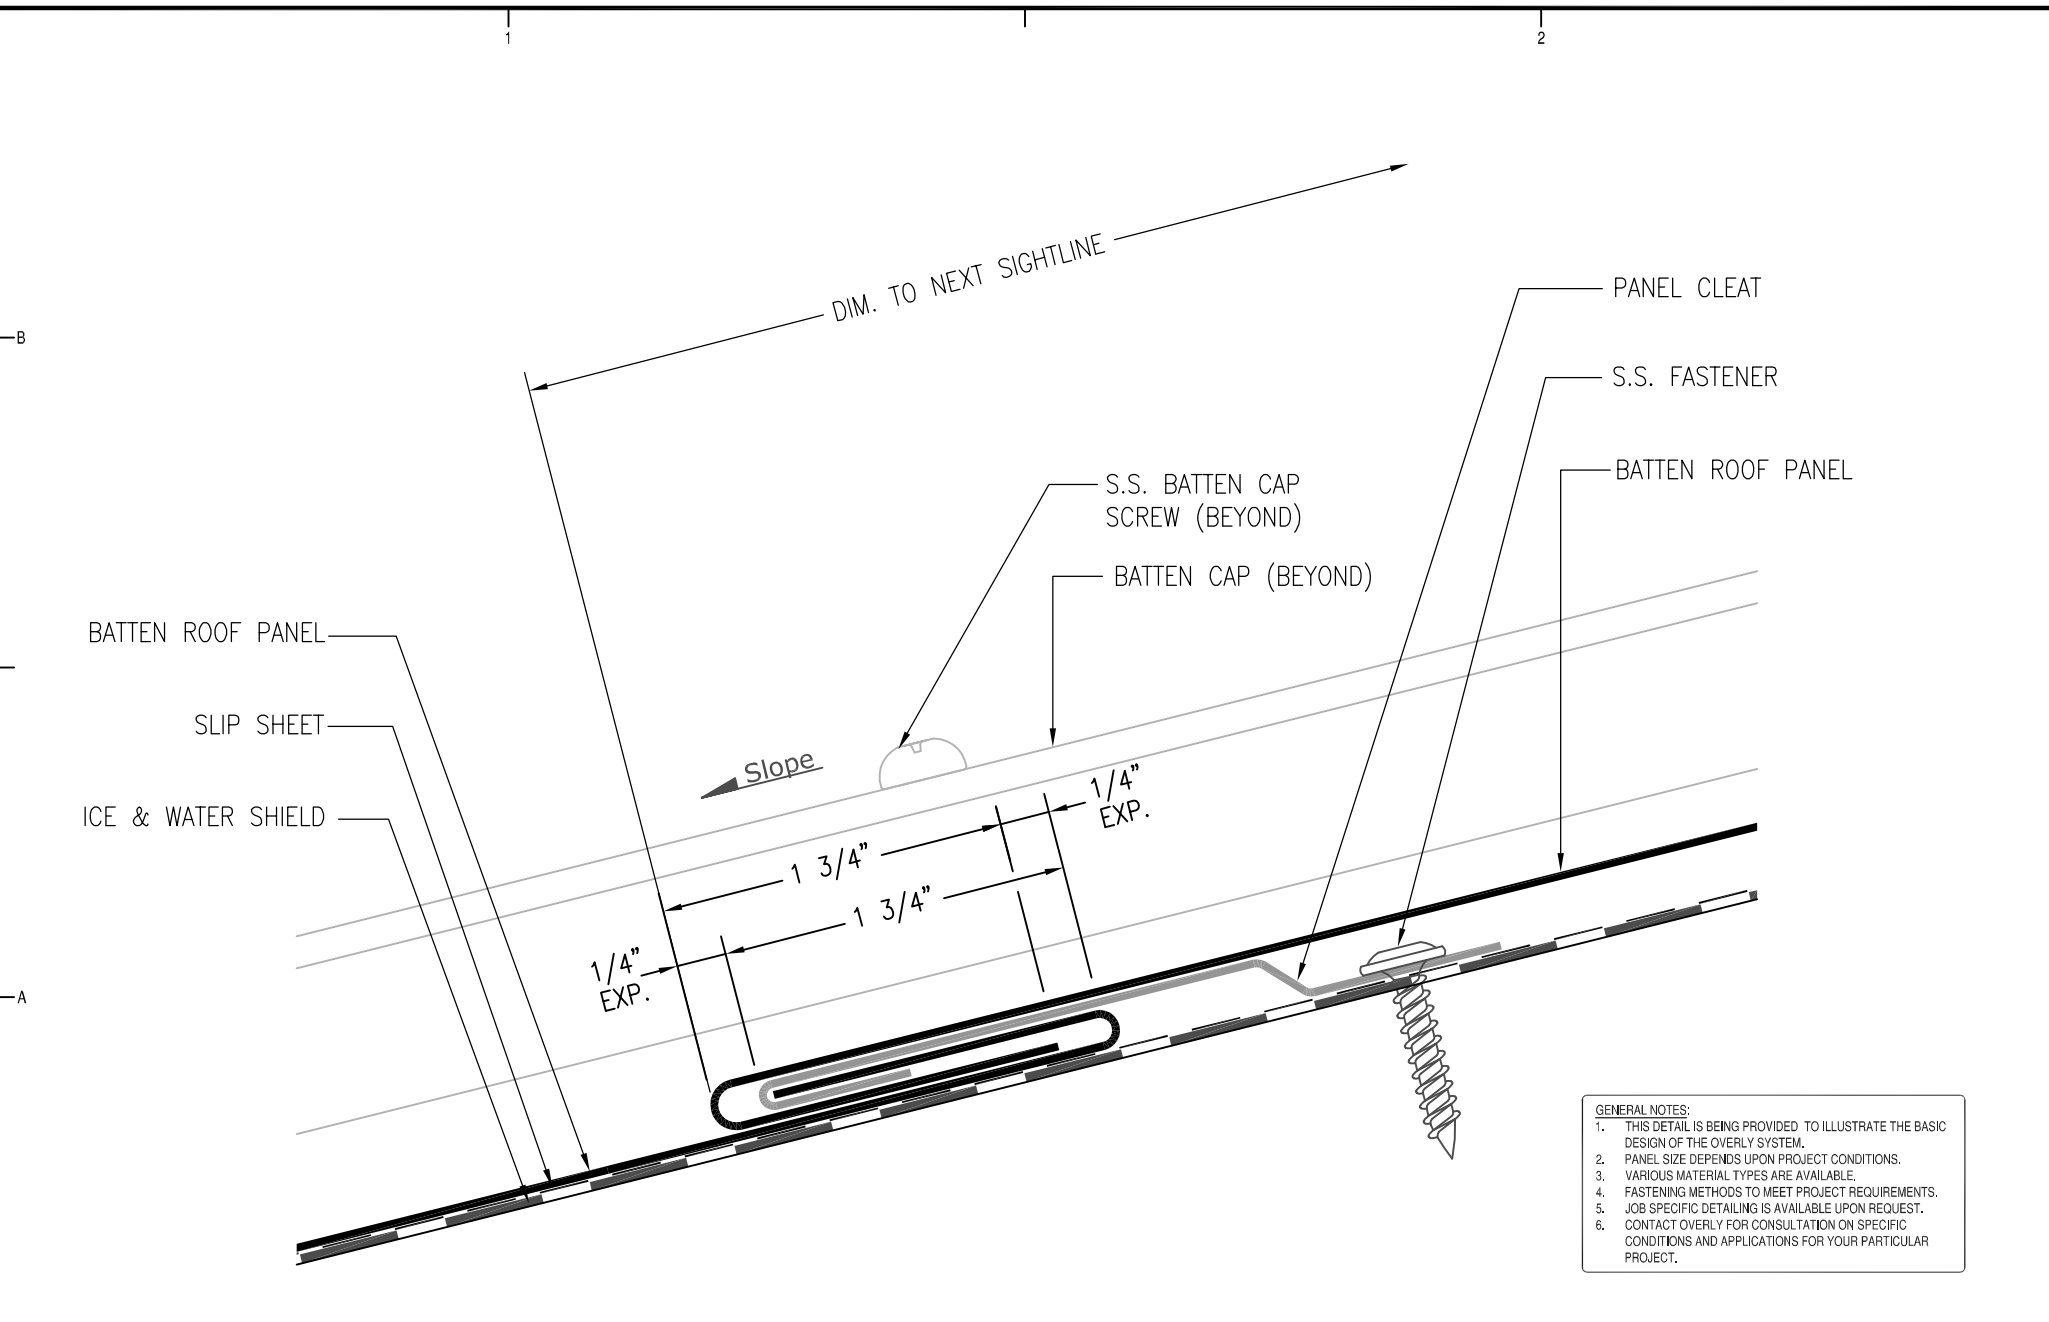 1
2
B
A
DIM. TO NEXT SIGHTLINE
PANEL CLEAT
S.S. FASTENER
BATTEN ROOF PANEL
S.S. BATTEN CAP
SCREW (BEYOND)
BATTEN CAP (BEYOND)
BATTEN ROOF PANEL
SLIP SHEET
ICE & WATER SHIELD
Slope
1/4"
EXP.
1 3/4"
1 3/4"
1/4"
EXP.
GENERAL NOTES:
1. THIS DETAIL IS BEING PROVIDED TO ILLUSTRATE THE BASIC
DESIGN OF THE OVERLY SYSTEM.
2. PANEL SIZE DEPENDS UPON PROJECT CONDITIONS.
3. VARIOUS MATERIAL TYPES ARE AVAILABLE.
4. FASTENING METHODS TO MEET PROJECT REQUIREMENTS.
5. JOB SPECIFIC DETAILING IS AVAILABLE UPON REQUEST.
6. CONTACT OVERLY FOR CONSULTATION ON SPECIFIC
CONDITIONS AND APPLICATIONS FOR YOUR PARTICULAR
PROJECT.